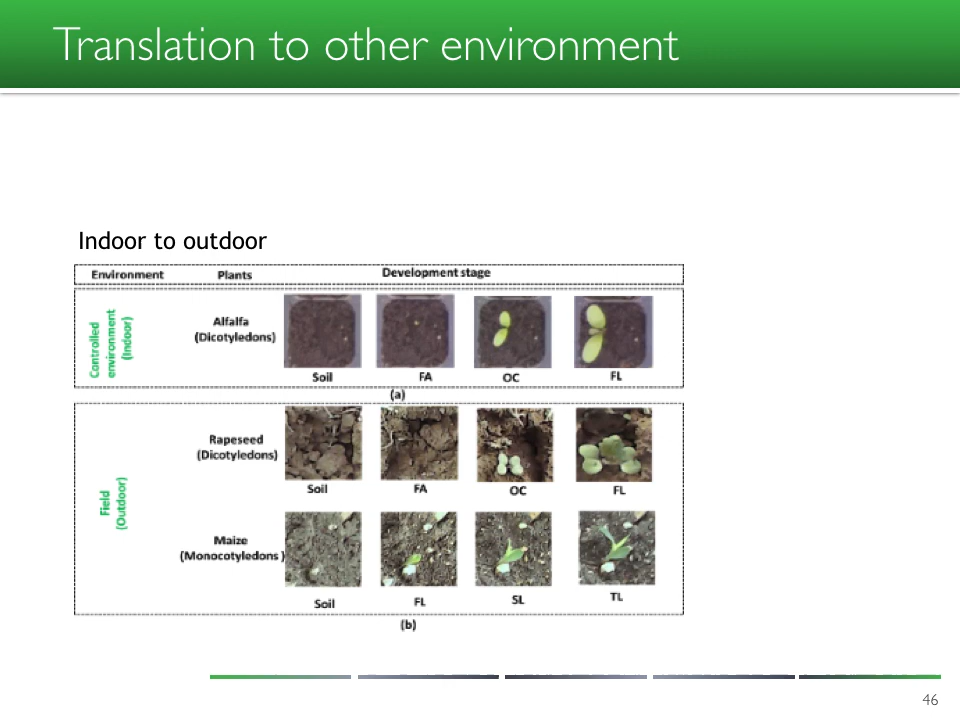 Translation to other environment
Indoor to outdoor
Environment Plants Development stage
Controlled
environment
(Indoor)
Alfalfa
(Dicotyledons)
Soil FA OC FL
(a)
Field
(Outdoor)
Rapeseed
(Dicotyledons)
Soil FA OC FL
Maize
(Monocotyledons)
Soil FL SL TL
(b)
46